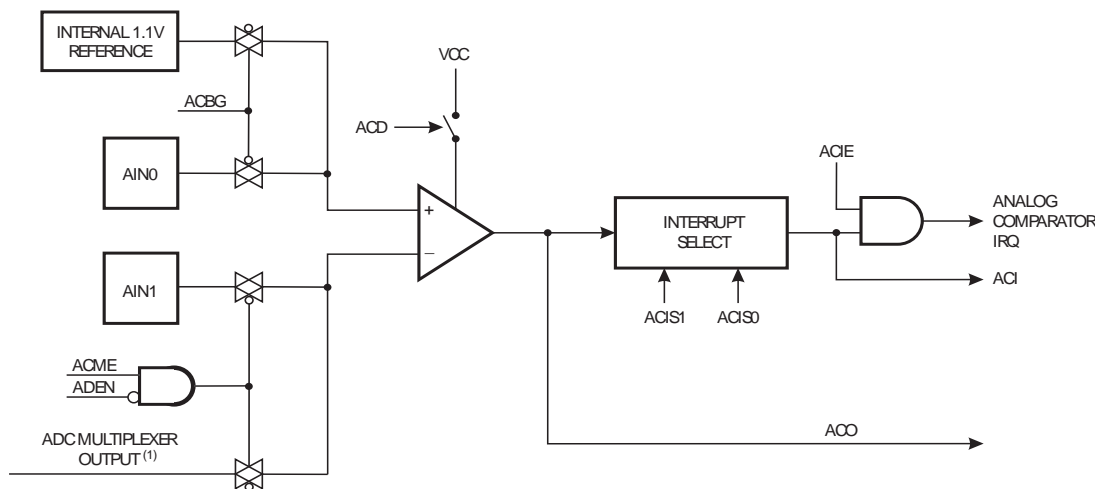 INTERNAL 1.1V
REFERENCE
ACBG
AIN0
VCC
ACD
+
−
AIN1
ACME
ADEN
ADC MULTIPLEXER
OUTPUT (1)
INTERRUPT
SELECT
ACIS1
ACIS0
ACIE
ANALOG
COMPARATOR
IRQ
ACI
ACO